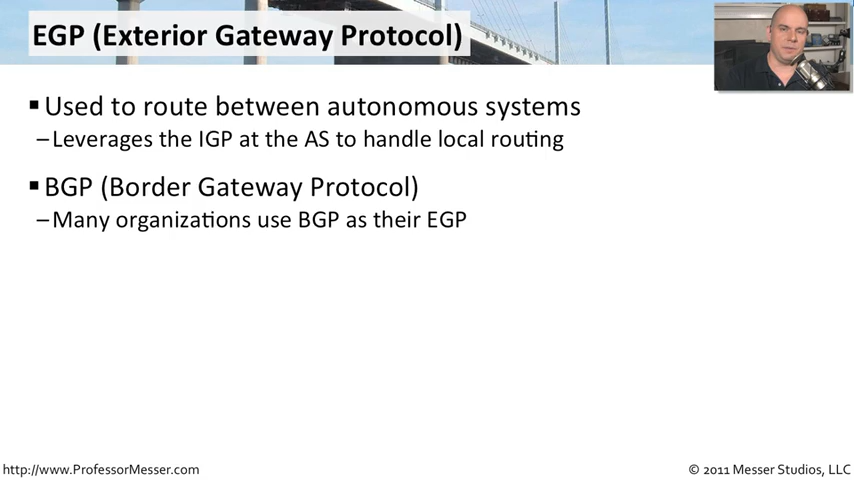 EGP (Exterior Gateway Protocol)
▪ Used to route between autonomous systems
– Leverages the IGP at the AS to handle local routing
▪ BGP (Border Gateway Protocol)
– Many organizations use BGP as their EGP
http://www.ProfessorMesser.com
© 2011 Messer Studios, LLC